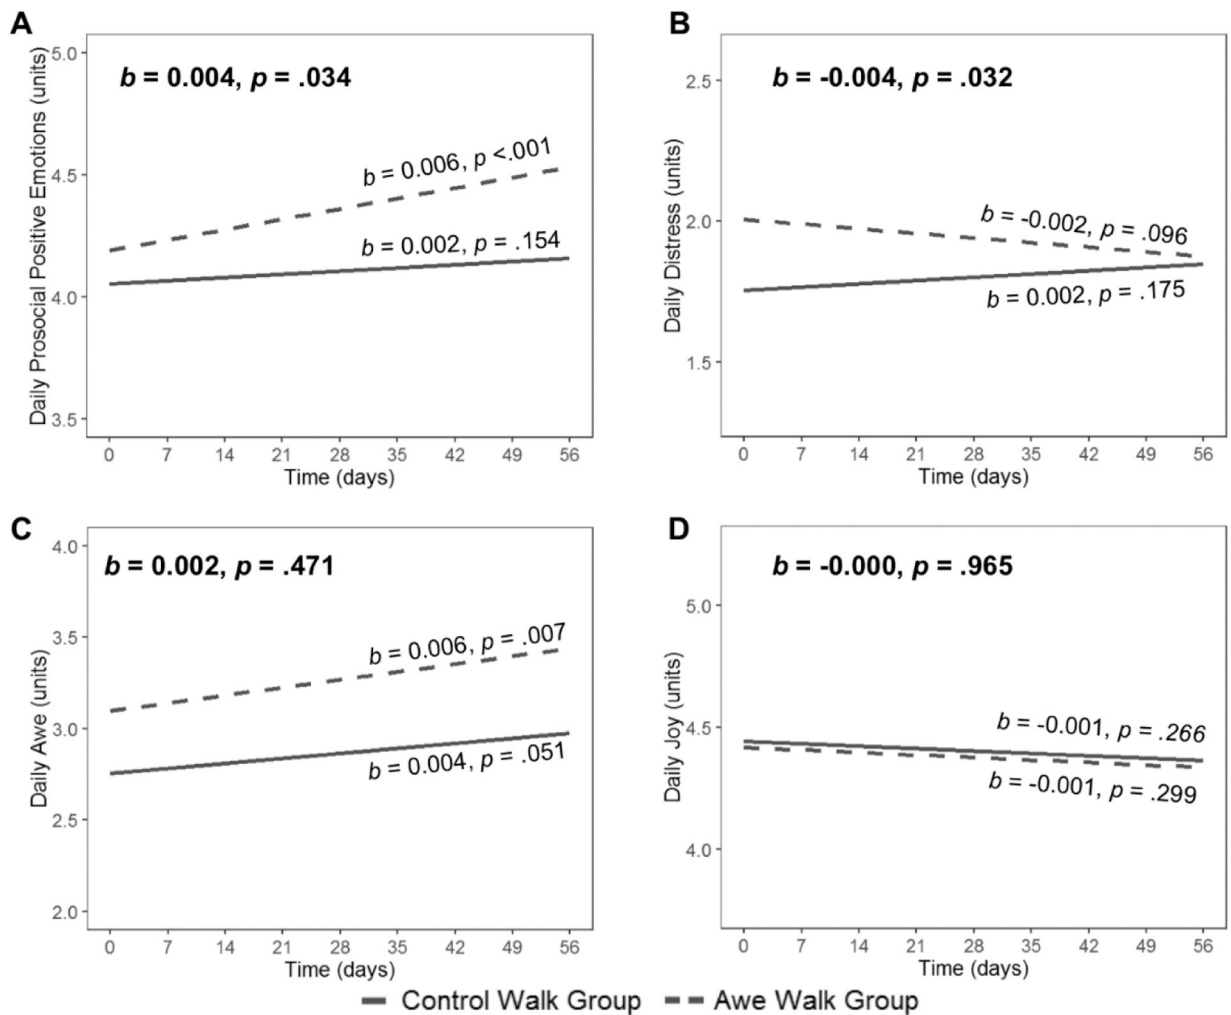 A
Daily Prosocial Positive Emotions (units)
5.0
4.5
4.0
3.5
b = 0.004, p = .034
b = 0.006, p <.001
b = 0.002, p = .154
0 7 14 21 28 35 42 49 56
Time (days)
B
Daily Distress (units)
2.5
2.0
1.5
b = -0.004, p = .032
b = -0.002, p = .096
b = 0.002, p = .175
0 7 14 21 28 35 42 49 56
Time (days)
C
Daily Awe (units)
4.0
3.5
3.0
2.5
2.0
b = 0.002, p = .471
b = 0.006, p = .007
b = 0.004, p = .051
0 7 14 21 28 35 42 49 56
Time (days)
D
Daily Joy (units)
5.0
4.5
4.0
b = -0.000, p = .965
b = -0.001, p = .266
b = -0.001, p = .299
0 7 14 21 28 35 42 49 56
Time (days)
Control Walk Group Awe Walk Group